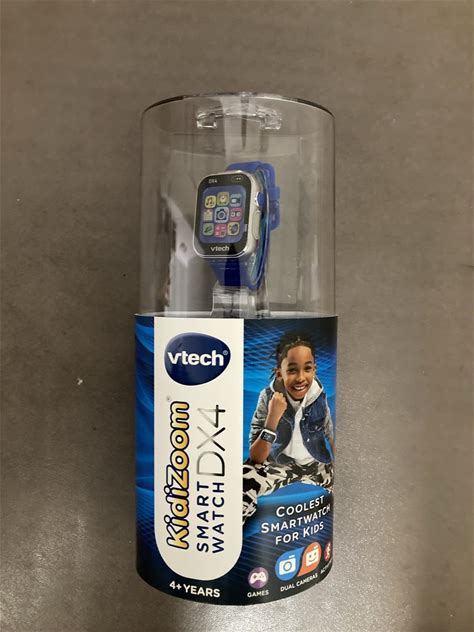 DX4
vtech
vtech®
KidiZoom®
SMART
WATCH
DX4
COOLEST
SMARTWATCH
FOR KIDS
4+ YEARS
GAMES
DUAL CAMERAS